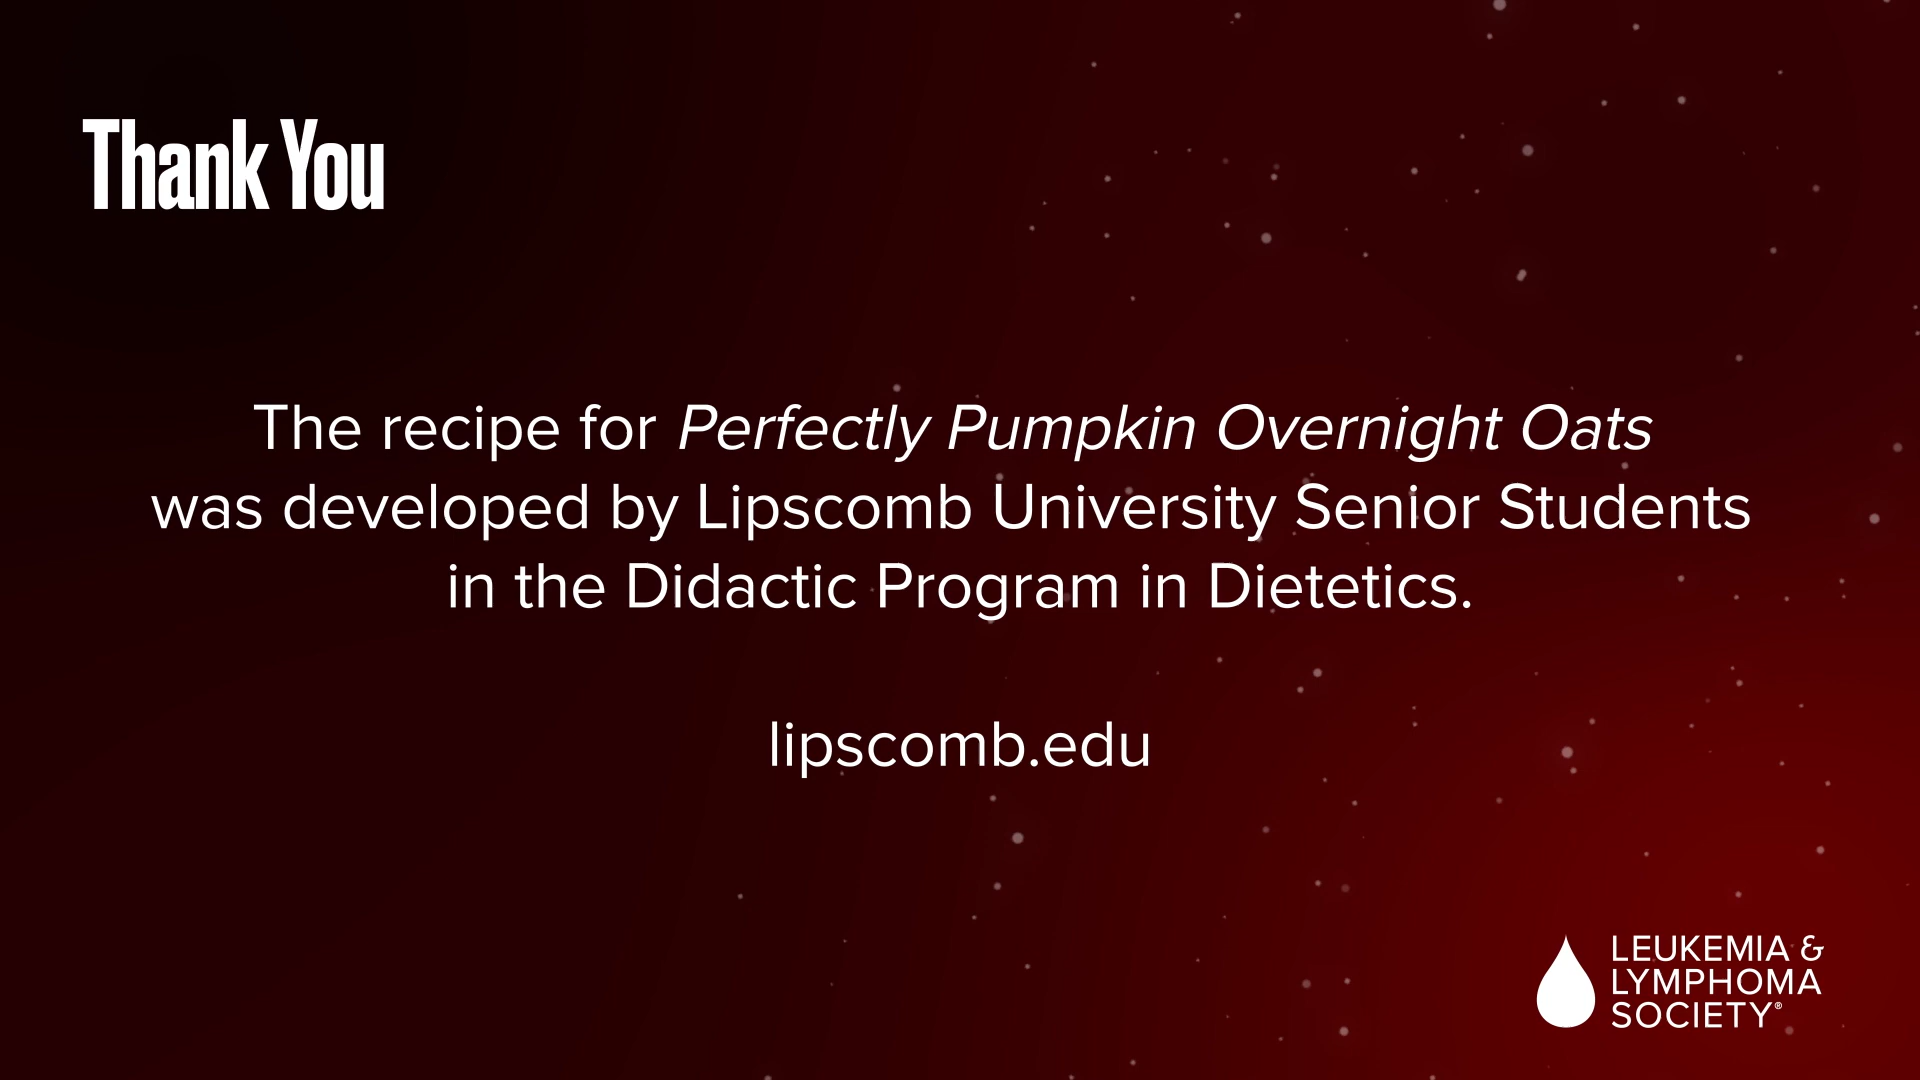 Thank You
The recipe for Perfectly Pumpkin Overnight Oats
was developed by Lipscomb University Senior Students
in the Didactic Program in Dietetics.
lipscomb.edu
LEUKEMIA &
LYMPHOMA
SOCIETY®